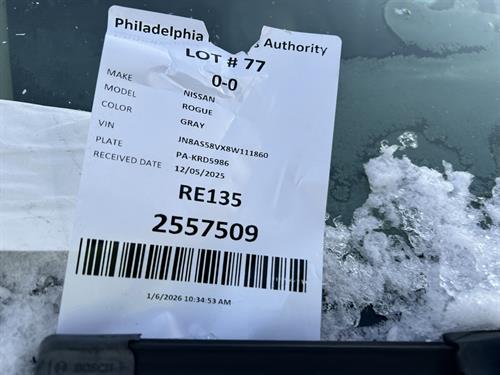 Philadelphia s Authority
LOT # 77
0-0
MAKE NISSAN
MODEL ROGUE
COLOR GRAY
VIN JN8AS58VX8W111860
PLATE PA-KRD5986
RECEIVED DATE 12/05/2025
RE135
2557509
1/6/2026 10:34:53 AM
BOSCH